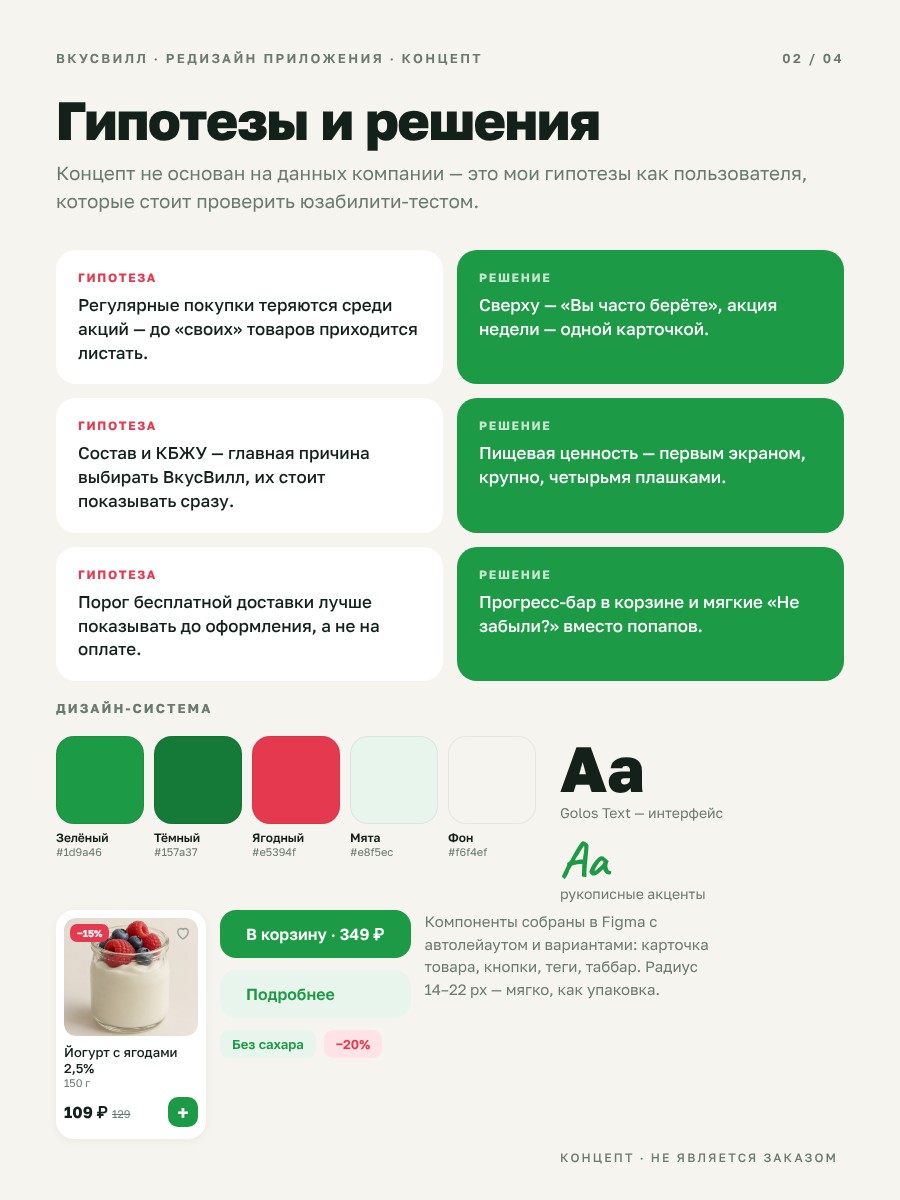 ВКУСВИЛЛ · РЕДИЗАЙН ПРИЛОЖЕНИЯ · КОНЦЕПТ
02 / 04
Гипотезы и решения
Концепт не основан на данных компании — это мои гипотезы как пользователя,
которые стоит проверить юзабилити-тестом.
ГИПОТЕЗА
Регулярные покупки теряются среди
акций — до «своих» товаров приходится
листать.
РЕШЕНИЕ
Сверху — «Вы часто берёте», акция
недели — одной карточкой.
ГИПОТЕЗА
Состав и КБЖУ — главная причина
выбирать ВкусВилл, их стоит
показывать сразу.
РЕШЕНИЕ
Пищевая ценность — первым экраном,
крупно, четырьмя плашками.
ГИПОТЕЗА
Порог бесплатной доставки лучше
показывать до оформления, а не на
оплате.
РЕШЕНИЕ
Прогресс-бар в корзине и мягкие «Не
забыли?» вместо попапов.
ДИЗАЙН-СИСТЕМА
Зелёный
#1d9a46
Тёмный
#157a37
Ягодный
#e5394f
Мята
#e8f5ec
Фон
#f6f4ef
Aa
Golos Text — интерфейс
Aa
рукописные акценты
−15%
Йогурт с ягодами
2,5%
150 г
109 ₽ 129
+
В корзину · 349 ₽
Подробнее
Без сахара
−20%
Компоненты собраны в Figma с
автолейаутом и вариантами: карточка
товара, кнопки, теги, таббар. Радиус
14–22 px — мягко, как упаковка.
КОНЦЕПТ · НЕ ЯВЛЯЕТСЯ ЗАКАЗОМ